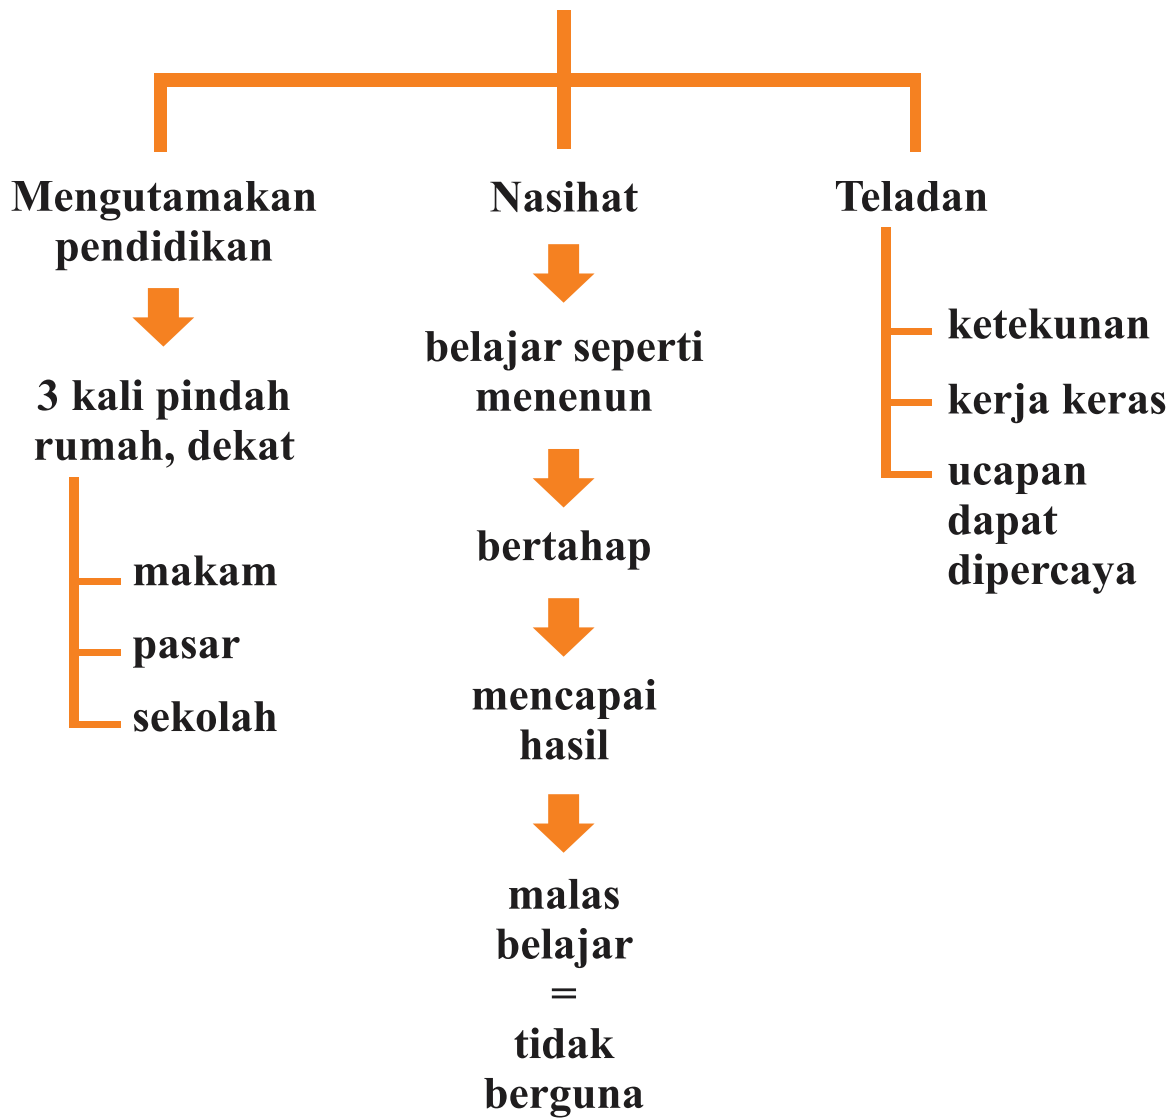 Mengutamakan
pendidikan
3 kali pindah
rumah, dekat
makam
pasar
sekolah
Nasihat
belajar seperti
menenun
bertahap
mencapai
hasil
malas
belajar
=
tidak
berguna
Teladan
ketekunan
kerja keras
ucapan
dapat
dipercaya